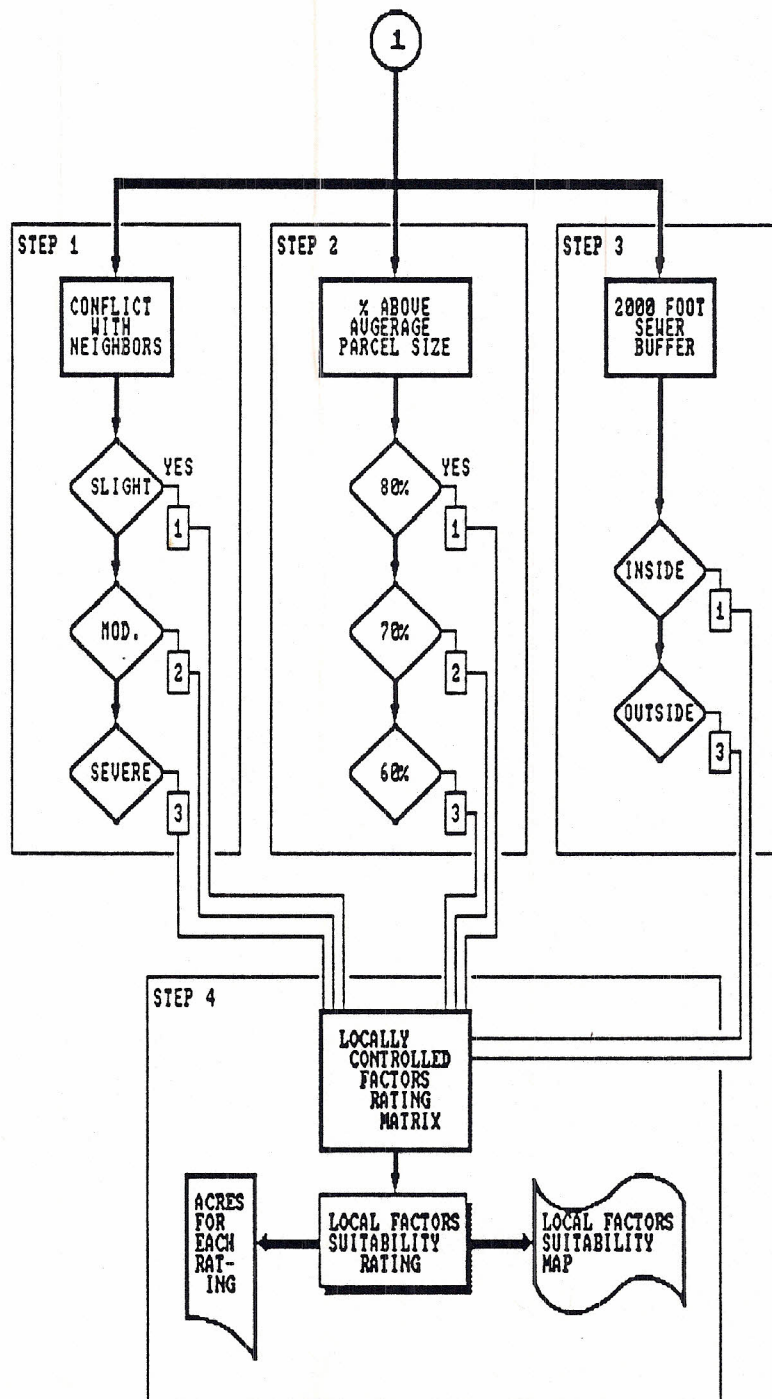 1
STEP 1
CONFLICT
WITH
NEIGHBORS
SLIGHT
YES
1
MOD.
2
SEVERE
3
STEP 2
% ABOVE
AVGERAGE
PARCEL SIZE
80%
YES
1
70%
2
60%
3
STEP 3
2000 FOOT
SEWER
BUFFER
INSIDE
1
OUTSIDE
3
STEP 4
LOCALLY
CONTROLLED
FACTORS
RATING
MATRIX
ACRES
FOR
EACH
RAT-
ING
LOCAL FACTORS
SUITABILITY
RATING
LOCAL FACTORS
SUITABILITY
MAP